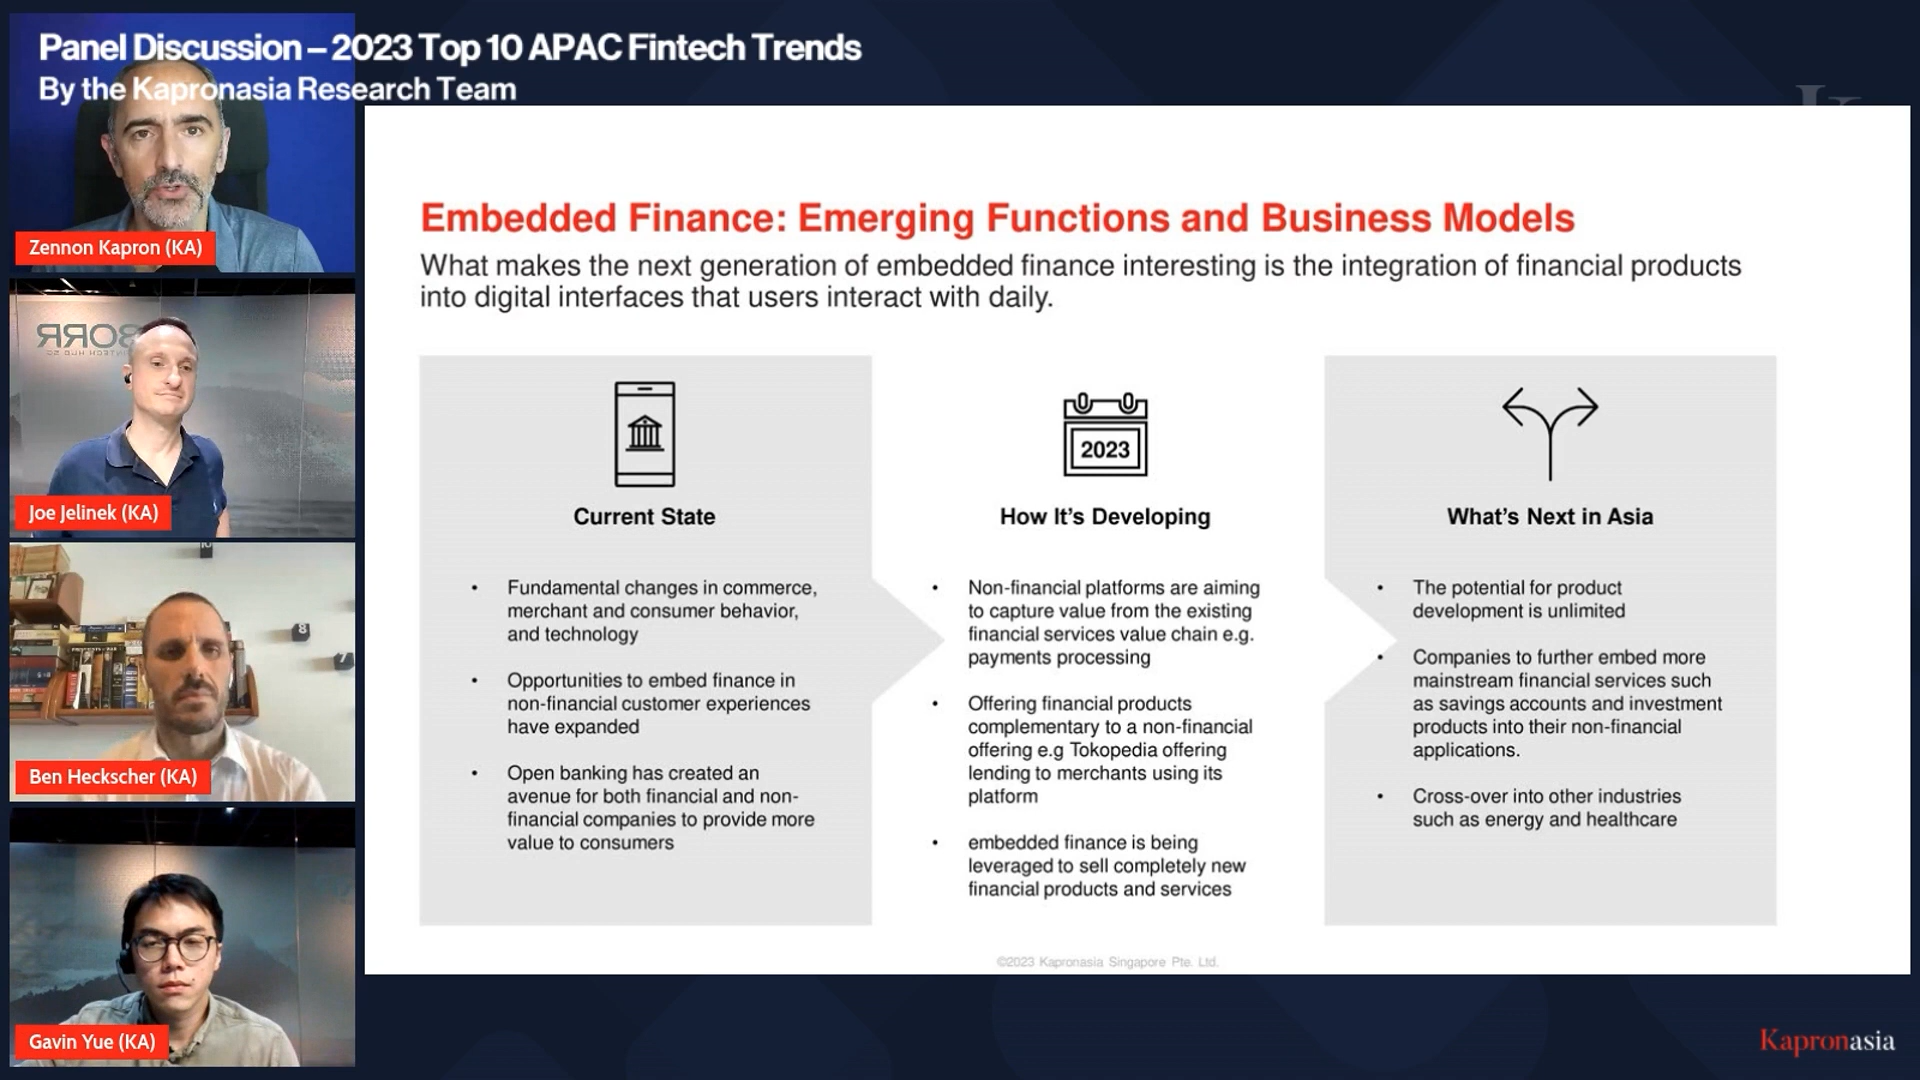 Panel Discussion – 2023 Top 10 APAC Fintech Trends
By the Kapronasia Research Team
Zennon Kapron (KA)
Joe Jelinek (KA)
Ben Heckscher (KA)
Gavin Yue (KA)
Embedded Finance: Emerging Functions and Business Models
What makes the next generation of embedded finance interesting is the integration of financial products
into digital interfaces that users interact with daily.
Current State
• Fundamental changes in commerce,
merchant and consumer behavior,
and technology
• Opportunities to embed finance in
non-financial customer experiences
have expanded
• Open banking has created an
avenue for both financial and non-
financial companies to provide more
value to consumers
2023
How It's Developing
• Non-financial platforms are aiming
to capture value from the existing
financial services value chain e.g.
payments processing
• Offering financial products
complementary to a non-financial
offering e.g Tokopedia offering
lending to merchants using its
platform
• embedded finance is being
leveraged to sell completely new
financial products and services
What's Next in Asia
• The potential for product
development is unlimited
• Companies to further embed more
mainstream financial services such
as savings accounts and investment
products into their non-financial
applications.
• Cross-over into other industries
such as energy and healthcare
©2023 Kapronasia Singapore Pte. Ltd.
Kapronasia